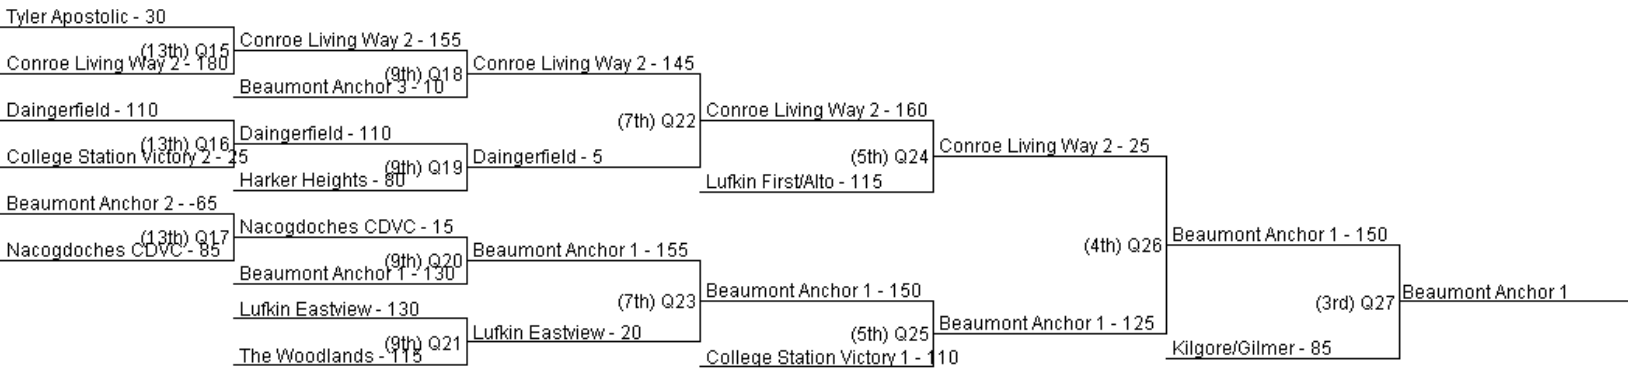 Tyler Apostolic - 30
(13th) Q15
Conroe Living Way 2 - 180
Conroe Living Way 2 - 155
(9th) Q18
Beaumont Anchor 3 - 10
Conroe Living Way 2 - 145
Daingerfield - 110
(13th) Q16
College Station Victory 2 - 25
Daingerfield - 110
(9th) Q19
Harker Heights - 80
Daingerfield - 5
(7th) Q22
Conroe Living Way 2 - 160
(5th) Q24
Lufkin First/Alto - 115
Conroe Living Way 2 - 25
Beaumont Anchor 2 - -65
(13th) Q17
Nacogdoches CDVC - 85
Nacogdoches CDVC - 15
(9th) Q20
Beaumont Anchor 1 - 130
Beaumont Anchor 1 - 155
Lufkin Eastview - 130
(9th) Q21
The Woodlands - 115
Lufkin Eastview - 20
(7th) Q23
Beaumont Anchor 1 - 150
(5th) Q25
College Station Victory 1 - 110
Beaumont Anchor 1 - 125
(4th) Q26
Beaumont Anchor 1 - 150
(3rd) Q27
Kilgore/Gilmer - 85
Beaumont Anchor 1